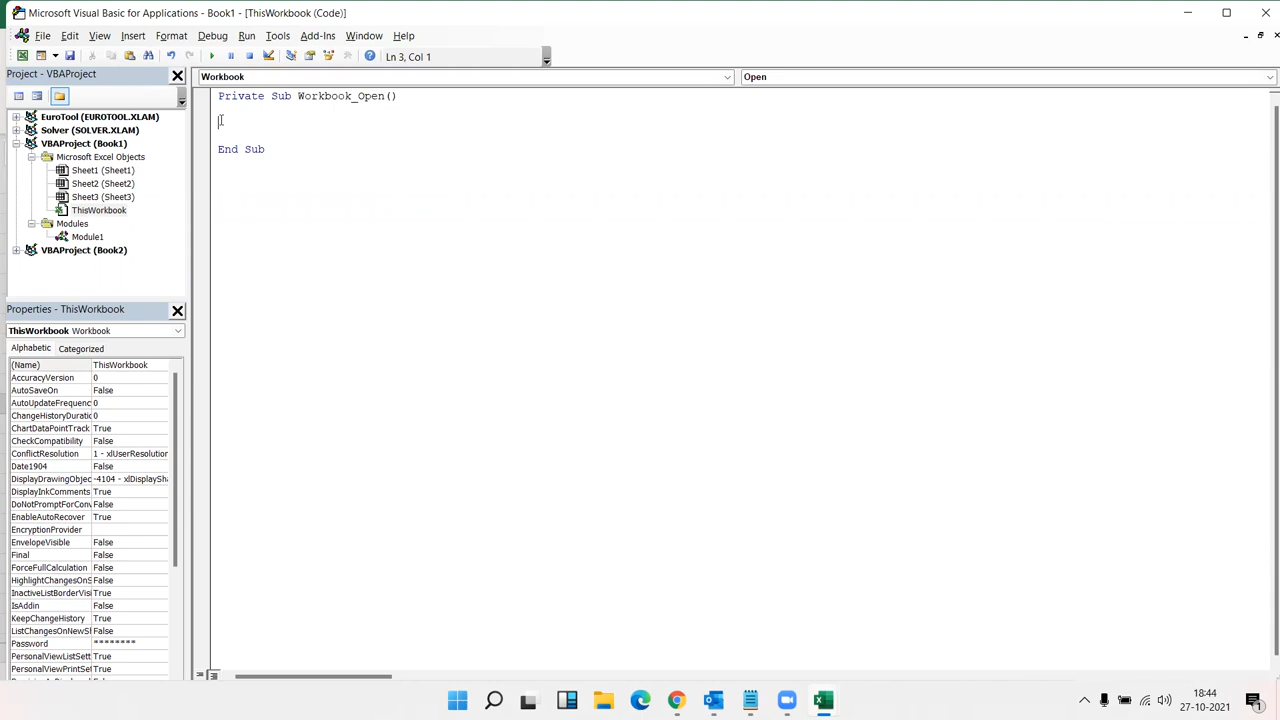 Microsoft Visual Basic for Applications - Book1 - [ThisWorkbook (Code)]
File Edit View Insert Format Debug Run Tools Add-Ins Window Help
Ln 3, Col 1
Project - VBAProject
EuroTool (EUROTOOL.XLAM)
Solver (SOLVER.XLAM)
VBAProject (Book1)
Microsoft Excel Objects
Sheet1 (Sheet1)
Sheet2 (Sheet2)
Sheet3 (Sheet3)
ThisWorkbook
Modules
Module1
VBAProject (Book2)
Workbook
Open
Private Sub Workbook_Open()
End Sub
Properties - ThisWorkbook
ThisWorkbook Workbook
Alphabetic Categorized
(Name) ThisWorkbook
AccuracyVersion 0
AutoSaveOn False
AutoUpdateFrequenc 0
ChangeHistoryDuratic 0
ChartDataPointTrack True
CheckCompatibility False
ConflictResolution 1 - xlUserResolution
Date1904 False
DisplayDrawingObjec -4104 - xlDisplaySha
DisplayInkComments True
DoNotPromptForConv False
EnableAutoRecover True
EncryptionProvider
EnvelopeVisible False
Final False
ForceFullCalculation False
HighlightChangesOnS False
InactiveListBorderVisi True
IsAddin False
KeepChangeHistory True
ListChangesOnNewSh False
Password ********
PersonalViewListSett True
PersonalViewPrintSet True
18:44
27-10-2021